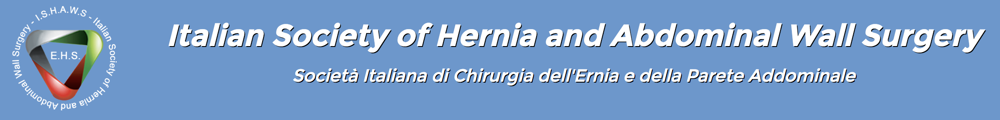 I.S.H.A.W.S - Italian Society of Hernia and Abdominal Wall Surgery -
E.H.S.
Italian Society of Hernia and Abdominal Wall Surgery
Società Italiana di Chirurgia dell'Ernia e della Parete Addominale